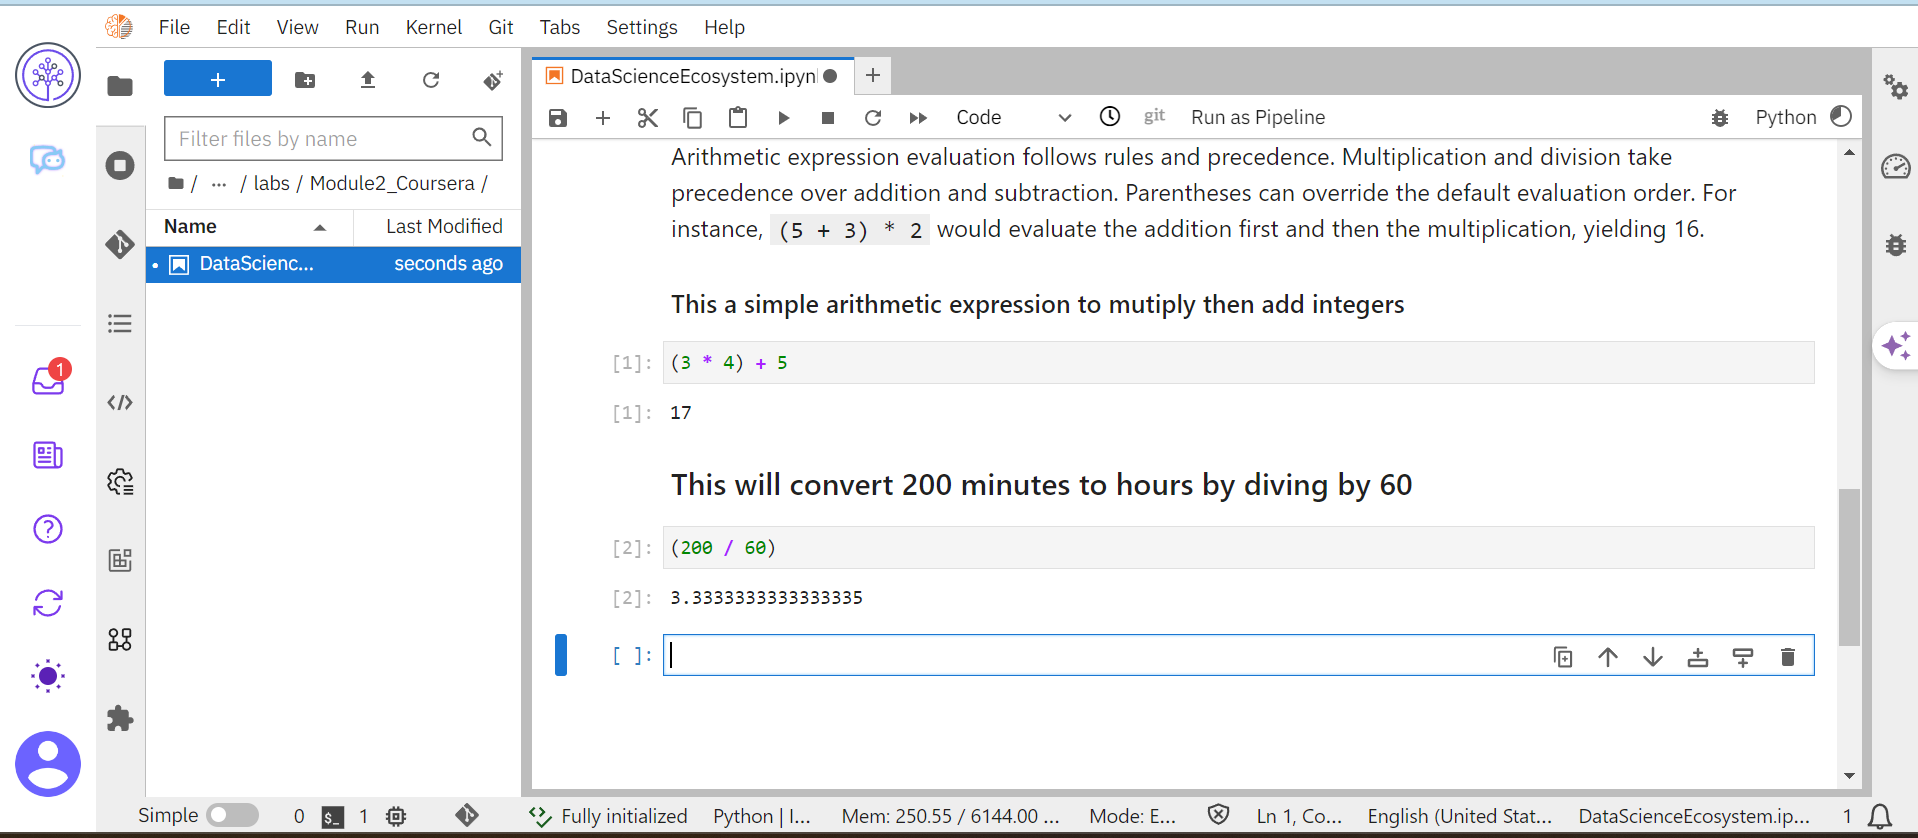 File Edit View Run Kernel Git Tabs Settings Help
+
Filter files by name
/ ... / labs / Module2_Coursera /
Name Last Modified
DataScienc... seconds ago
1
DataScienceEcosystem.ipyn
+
Code
git
Run as Pipeline
Python
Arithmetic expression evaluation follows rules and precedence. Multiplication and division take
precedence over addition and subtraction. Parentheses can override the default evaluation order. For
instance, (5 + 3) * 2 would evaluate the addition first and then the multiplication, yielding 16.
This a simple arithmetic expression to mutiply then add integers
[1]: (3 * 4) + 5
[1]: 17
This will convert 200 minutes to hours by diving by 60
[2]: (200 / 60)
[2]: 3.3333333333333335
[ ]:
Simple 0 $_ 1 Fully initialized Python | I... Mem: 250.55 / 6144.00 ... Mode: E... Ln 1, Co... English (United Stat... DataScienceEcosystem.ip... 1